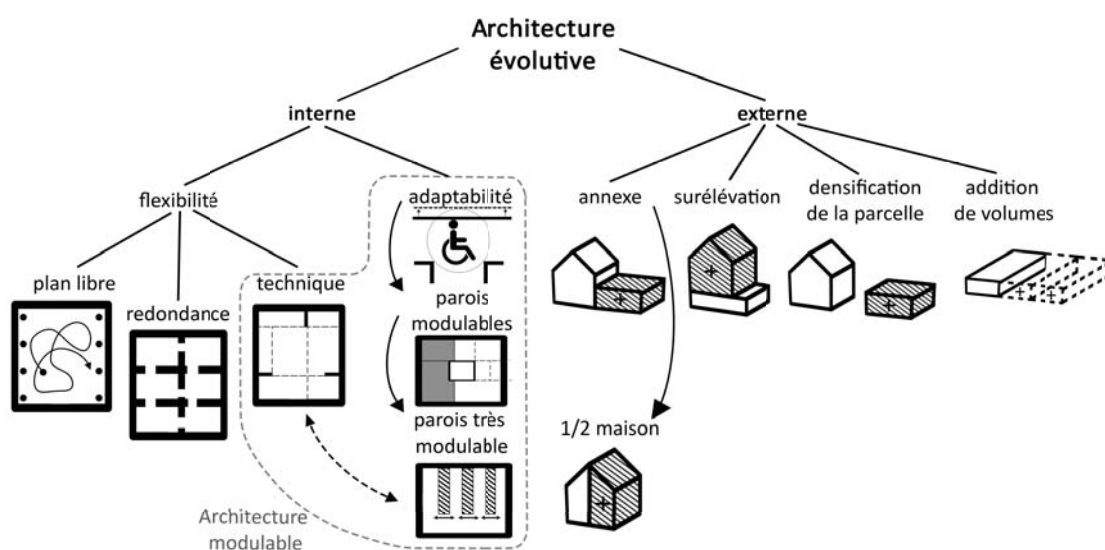 Architecture
évolutive
interne
externe
flexibilité
adaptabilité
annexe
surélévation
densification
de la parcelle
addition
de volumes
plan libre
redondance
technique
parois
modulables
parois très
modulable
1/2 maison
Architecture
modulable